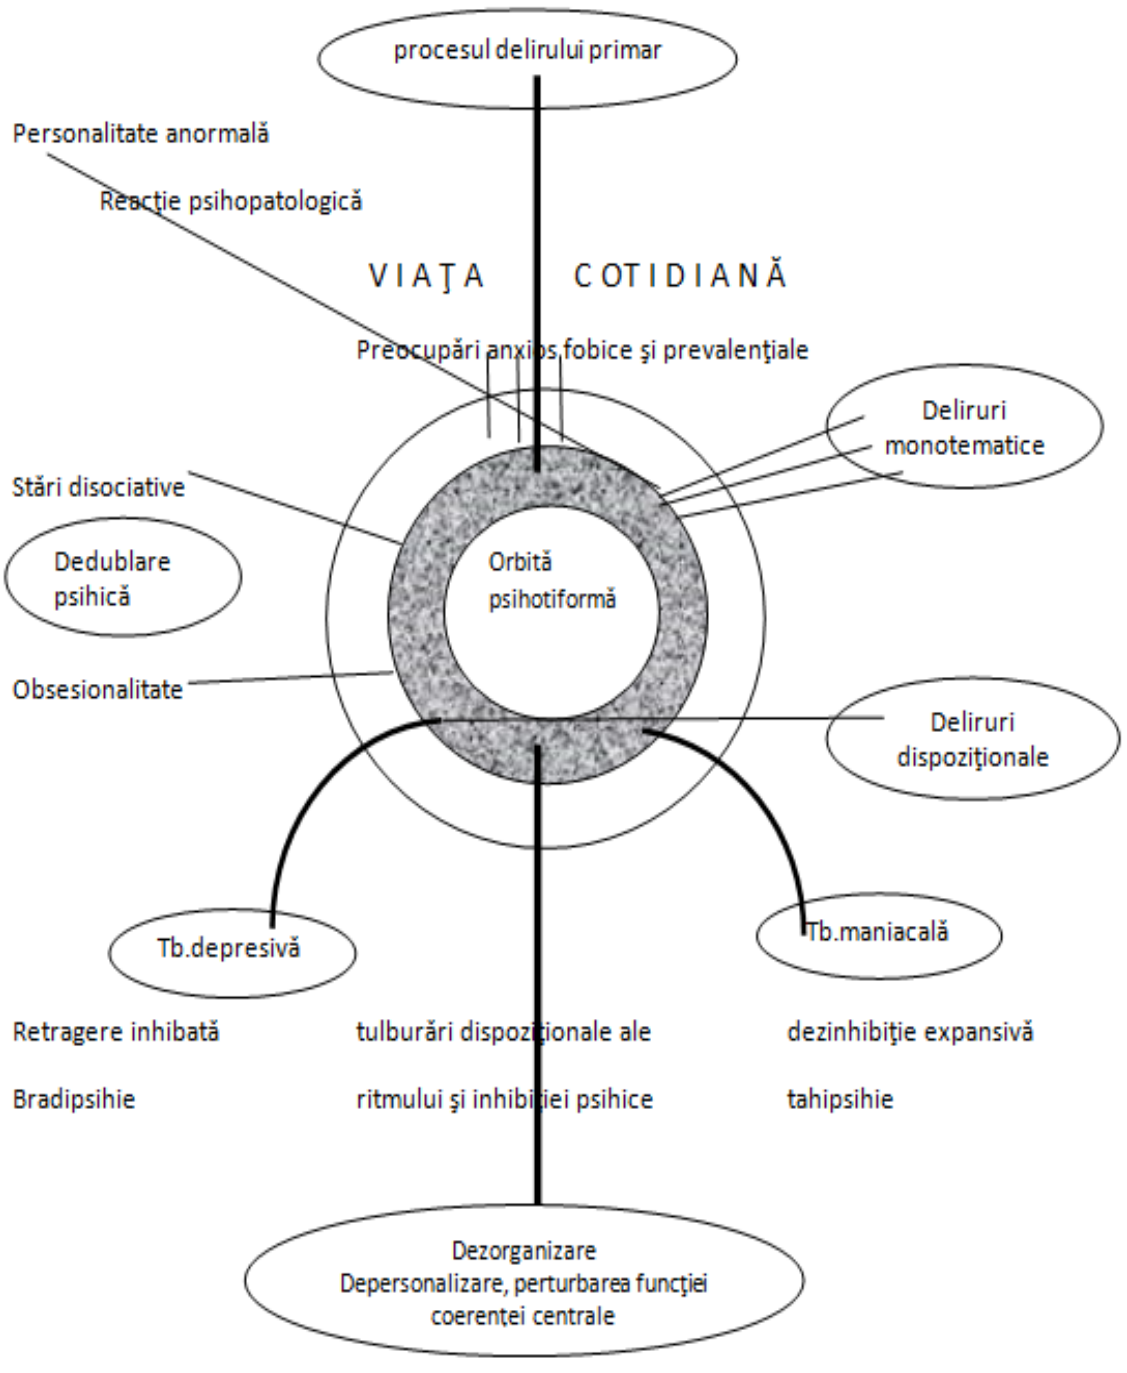 procesul delirului primar
Personalitate anormală
Reacţie psihopatologică
VIAŢA COTIDIANĂ
Preocupări anxios fobice şi prevalenţiale
Deliruri
monotematice
Stări disociative
Dedublare
psihică
Orbită
psihotiformă
Obsesionalitate
Deliruri
dispoziţionale
Tb.depresivă
Tb.maniacală
Retragere inhibată tulburări dispoziţionale ale dezinhibiţie expansivă
Bradipsihie ritmului şi inhibiţiei psihice tahipsihie
Dezorganizare
Depersonalizare, perturbarea funcţiei
coerenţei centrale